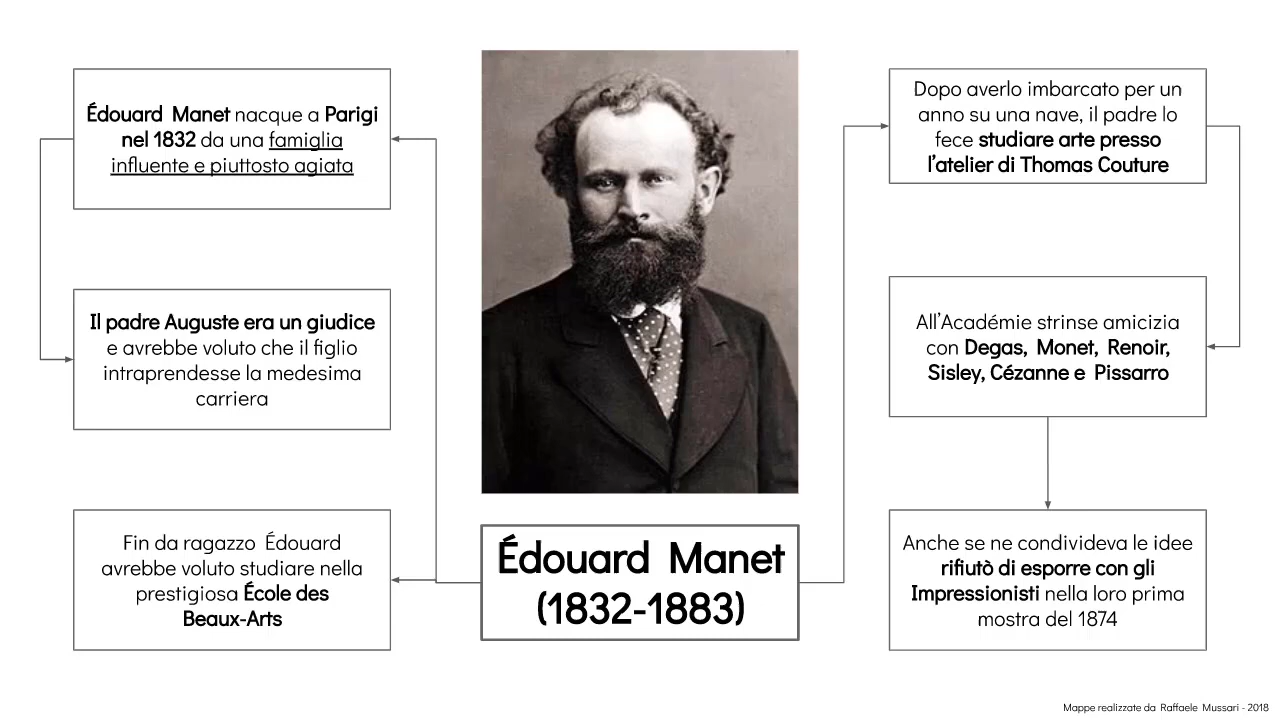 Édouard Manet nacque a Parigi
nel 1832 da una famiglia
influente e piuttosto agiata
Il padre Auguste era un giudice
e avrebbe voluto che il figlio
intraprendesse la medesima
carriera
Fin da ragazzo Édouard
avrebbe voluto studiare nella
prestigiosa École des
Beaux-Arts
Édouard Manet
(1832-1883)
Dopo averlo imbarcato per un
anno su una nave, il padre lo
fece studiare arte presso
l'atelier di Thomas Couture
All'Académie strinse amicizia
con Degas, Monet, Renoir,
Sisley, Cézanne e Pissarro
Anche se ne condivideva le idee
rifiutò di esporre con gli
Impressionisti nella loro prima
mostra del 1874
Mappe realizzate da Raffaele Mussari - 2018